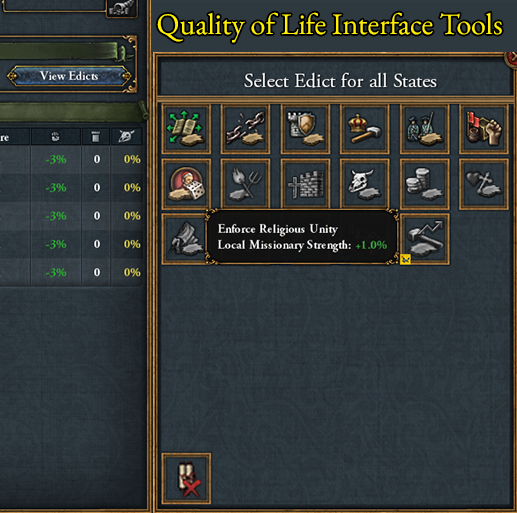 Quality of Life Interface Tools
View Edicts
Select Edict for all States
re
-3% 0 0%
-3% 0 0%
-3% 0 0%
-3% 0 0%
-3% 0 0%
Enforce Religious Unity
Local Missionary Strength: +1.0%